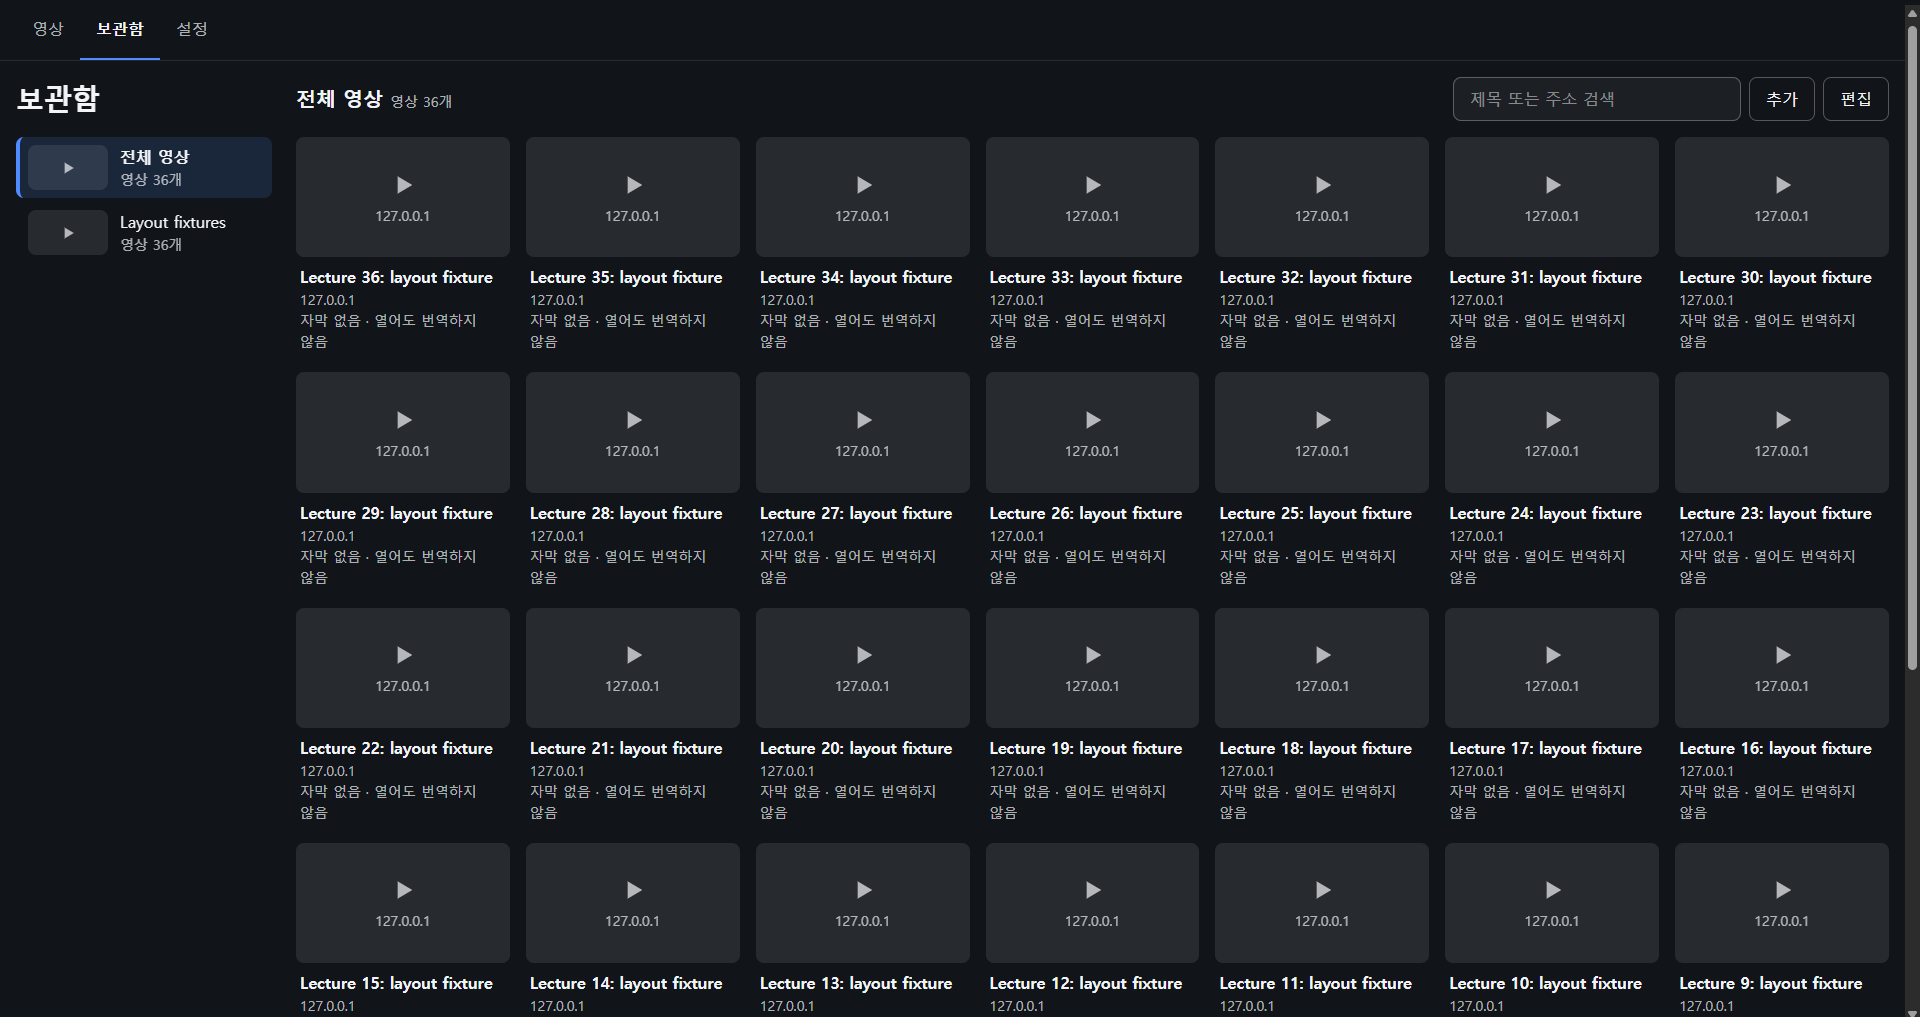 영상 보관함 설정
보관함
전체 영상 영상 36개
제목 또는 주소 검색 추가 편집
전체 영상
영상 36개
Layout fixtures
영상 36개
127.0.0.1 127.0.0.1 127.0.0.1 127.0.0.1 127.0.0.1 127.0.0.1 127.0.0.1
Lecture 36: layout fixture Lecture 35: layout fixture Lecture 34: layout fixture Lecture 33: layout fixture Lecture 32: layout fixture Lecture 31: layout fixture Lecture 30: layout fixture
127.0.0.1 127.0.0.1 127.0.0.1 127.0.0.1 127.0.0.1 127.0.0.1 127.0.0.1
자막 없음 · 열어도 번역하지 자막 없음 · 열어도 번역하지 자막 없음 · 열어도 번역하지 자막 없음 · 열어도 번역하지 자막 없음 · 열어도 번역하지 자막 없음 · 열어도 번역하지 자막 없음 · 열어도 번역하지
않음 않음 않음 않음 않음 않음 않음
127.0.0.1 127.0.0.1 127.0.0.1 127.0.0.1 127.0.0.1 127.0.0.1 127.0.0.1
Lecture 29: layout fixture Lecture 28: layout fixture Lecture 27: layout fixture Lecture 26: layout fixture Lecture 25: layout fixture Lecture 24: layout fixture Lecture 23: layout fixture
127.0.0.1 127.0.0.1 127.0.0.1 127.0.0.1 127.0.0.1 127.0.0.1 127.0.0.1
자막 없음 · 열어도 번역하지 자막 없음 · 열어도 번역하지 자막 없음 · 열어도 번역하지 자막 없음 · 열어도 번역하지 자막 없음 · 열어도 번역하지 자막 없음 · 열어도 번역하지 자막 없음 · 열어도 번역하지
않음 않음 않음 않음 않음 않음 않음
127.0.0.1 127.0.0.1 127.0.0.1 127.0.0.1 127.0.0.1 127.0.0.1 127.0.0.1
Lecture 22: layout fixture Lecture 21: layout fixture Lecture 20: layout fixture Lecture 19: layout fixture Lecture 18: layout fixture Lecture 17: layout fixture Lecture 16: layout fixture
127.0.0.1 127.0.0.1 127.0.0.1 127.0.0.1 127.0.0.1 127.0.0.1 127.0.0.1
자막 없음 · 열어도 번역하지 자막 없음 · 열어도 번역하지 자막 없음 · 열어도 번역하지 자막 없음 · 열어도 번역하지 자막 없음 · 열어도 번역하지 자막 없음 · 열어도 번역하지 자막 없음 · 열어도 번역하지
않음 않음 않음 않음 않음 않음 않음
127.0.0.1 127.0.0.1 127.0.0.1 127.0.0.1 127.0.0.1 127.0.0.1 127.0.0.1
Lecture 15: layout fixture Lecture 14: layout fixture Lecture 13: layout fixture Lecture 12: layout fixture Lecture 11: layout fixture Lecture 10: layout fixture Lecture 9: layout fixture
127.0.0.1 127.0.0.1 127.0.0.1 127.0.0.1 127.0.0.1 127.0.0.1 127.0.0.1